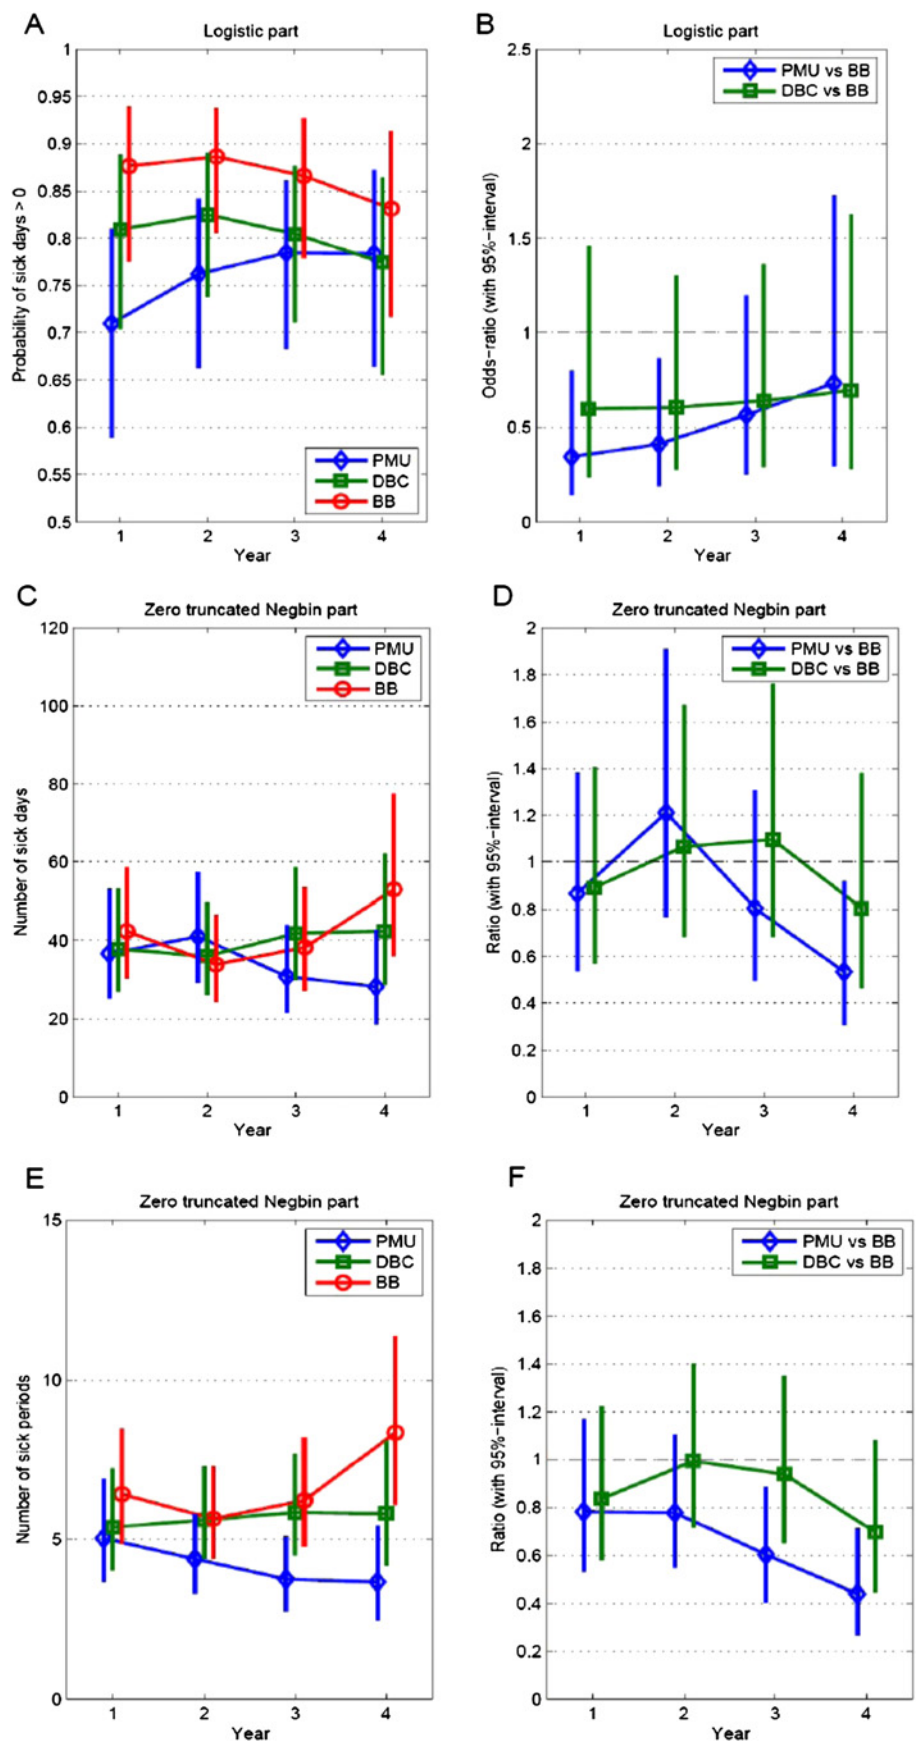 A
Logistic part
Probability of sick days > 0
1
0.95
0.9
0.85
0.8
0.75
0.7
0.65
0.6
0.55
0.5
PMU
DBC
BB
1 2 3 4
Year
B
Logistic part
Odds-ratio (with 95%-interval)
2.5
2
1.5
1
0.5
0
PMU vs BB
DBC vs BB
1 2 3 4
Year
C
Zero truncated Negbin part
Number of sick days
120
100
80
60
40
20
0
PMU
DBC
BB
1 2 3 4
Year
D
Zero truncated Negbin part
Ratio (with 95%-interval)
2
1.8
1.6
1.4
1.2
1
0.8
0.6
0.4
0.2
0
PMU vs BB
DBC vs BB
1 2 3 4
Year
E
Zero truncated Negbin part
Number of sick periods
15
10
5
0
PMU
DBC
BB
1 2 3 4
Year
F
Zero truncated Negbin part
Ratio (with 95%-interval)
2
1.8
1.6
1.4
1.2
1
0.8
0.6
0.4
0.2
0
PMU vs BB
DBC vs BB
1 2 3 4
Year